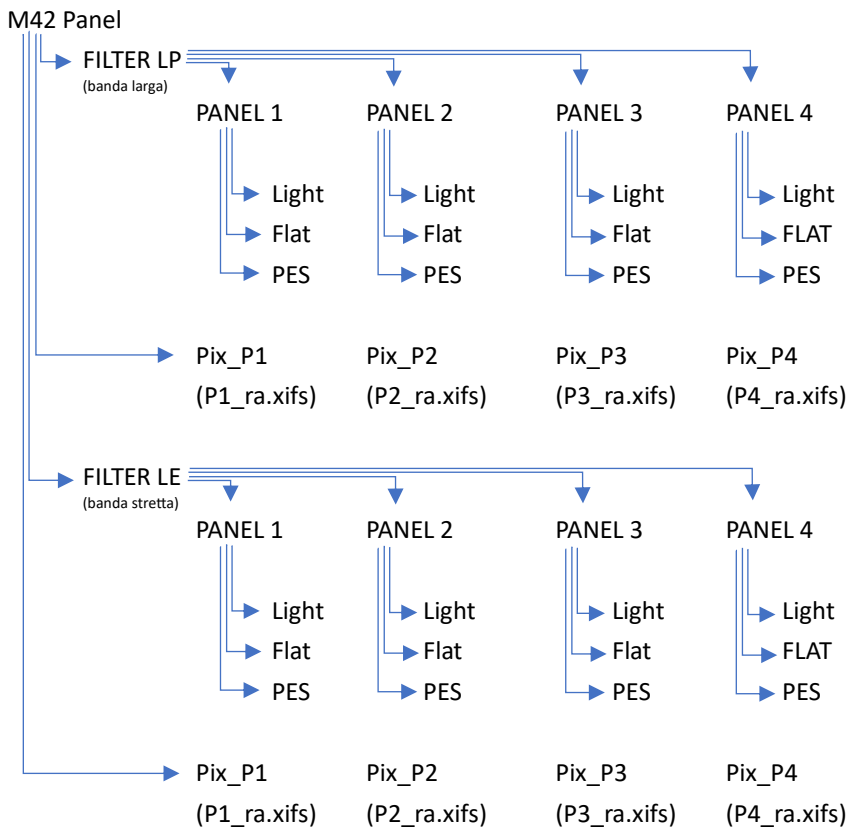 M42 Panel
FILTER LP
(banda larga)
PANEL 1 PANEL 2 PANEL 3 PANEL 4
Light Light Light Light
Flat Flat Flat FLAT
PES PES PES PES
Pix_P1 Pix_P2 Pix_P3 Pix_P4
(P1_ra.xifs) (P2_ra.xifs) (P3_ra.xifs) (P4_ra.xifs)
FILTER LE
(banda stretta)
PANEL 1 PANEL 2 PANEL 3 PANEL 4
Light Light Light Light
Flat Flat Flat FLAT
PES PES PES PES
Pix_P1 Pix_P2 Pix_P3 Pix_P4
(P1_ra.xifs) (P2_ra.xifs) (P3_ra.xifs) (P4_ra.xifs)